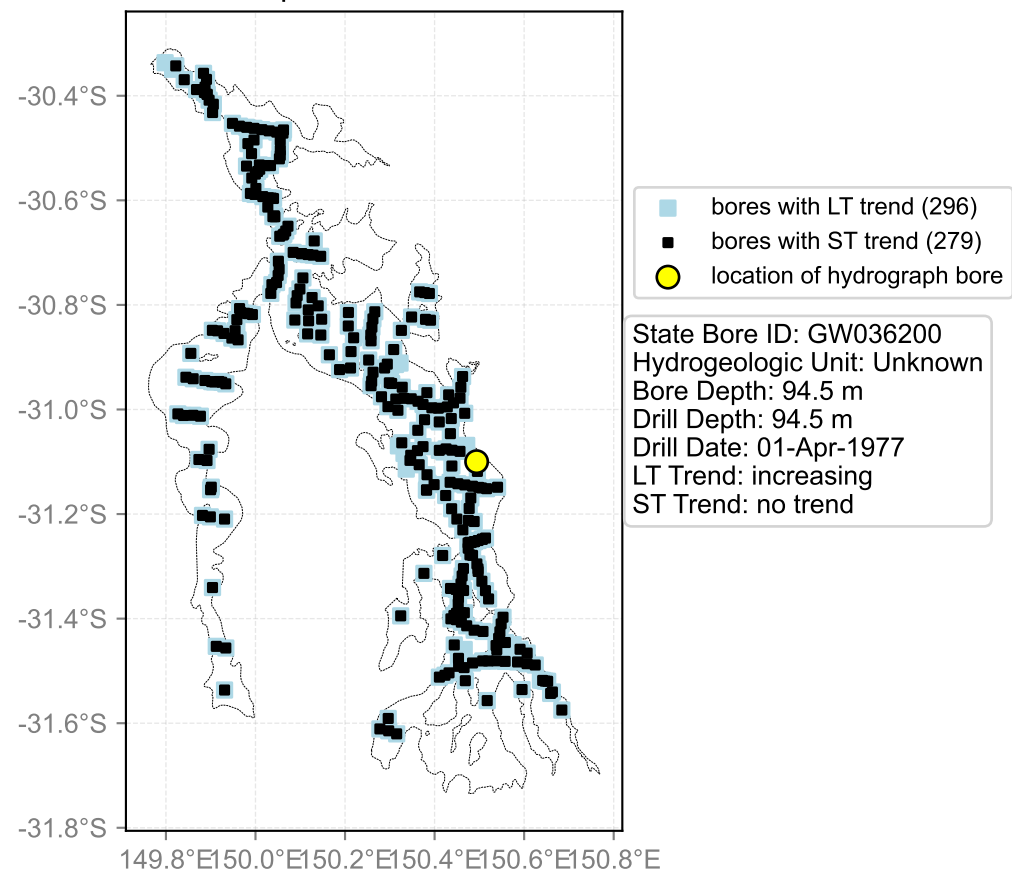 -30.4°S
-30.6°S
-30.8°S
-31.0°S
-31.2°S
-31.4°S
-31.6°S
-31.8°S
149.8°E150.0°E150.2°E150.4°E150.6°E150.8°E
bores with LT trend (296)
bores with ST trend (279)
location of hydrograph bore
State Bore ID: GW036200
Hydrogeologic Unit: Unknown
Bore Depth: 94.5 m
Drill Depth: 94.5 m
Drill Date: 01-Apr-1977
LT Trend: increasing
ST Trend: no trend